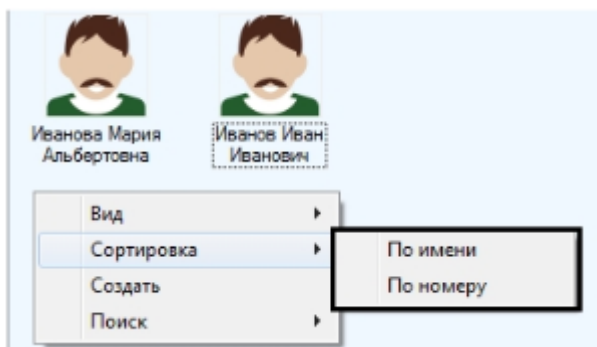 Иванова Мария
Альбертовна
Иванов Иван
Иванович
Вид
Сортировка
Создать
Поиск
По имени
По номеру